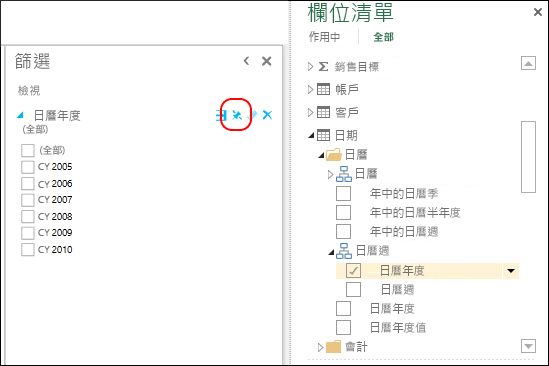 篩選
檢視
日曆年度
(全部)
(全部)
CY 2005
CY 2006
CY 2007
CY 2008
CY 2009
CY 2010
欄位清單
作用中 全部
Σ 銷售目標
帳戶
客戶
日期
日曆
日曆
年中的日曆季
年中的日曆半年度
年中的日曆週
日曆週
日曆年度
日曆週
日曆年度
日曆年度值
會計